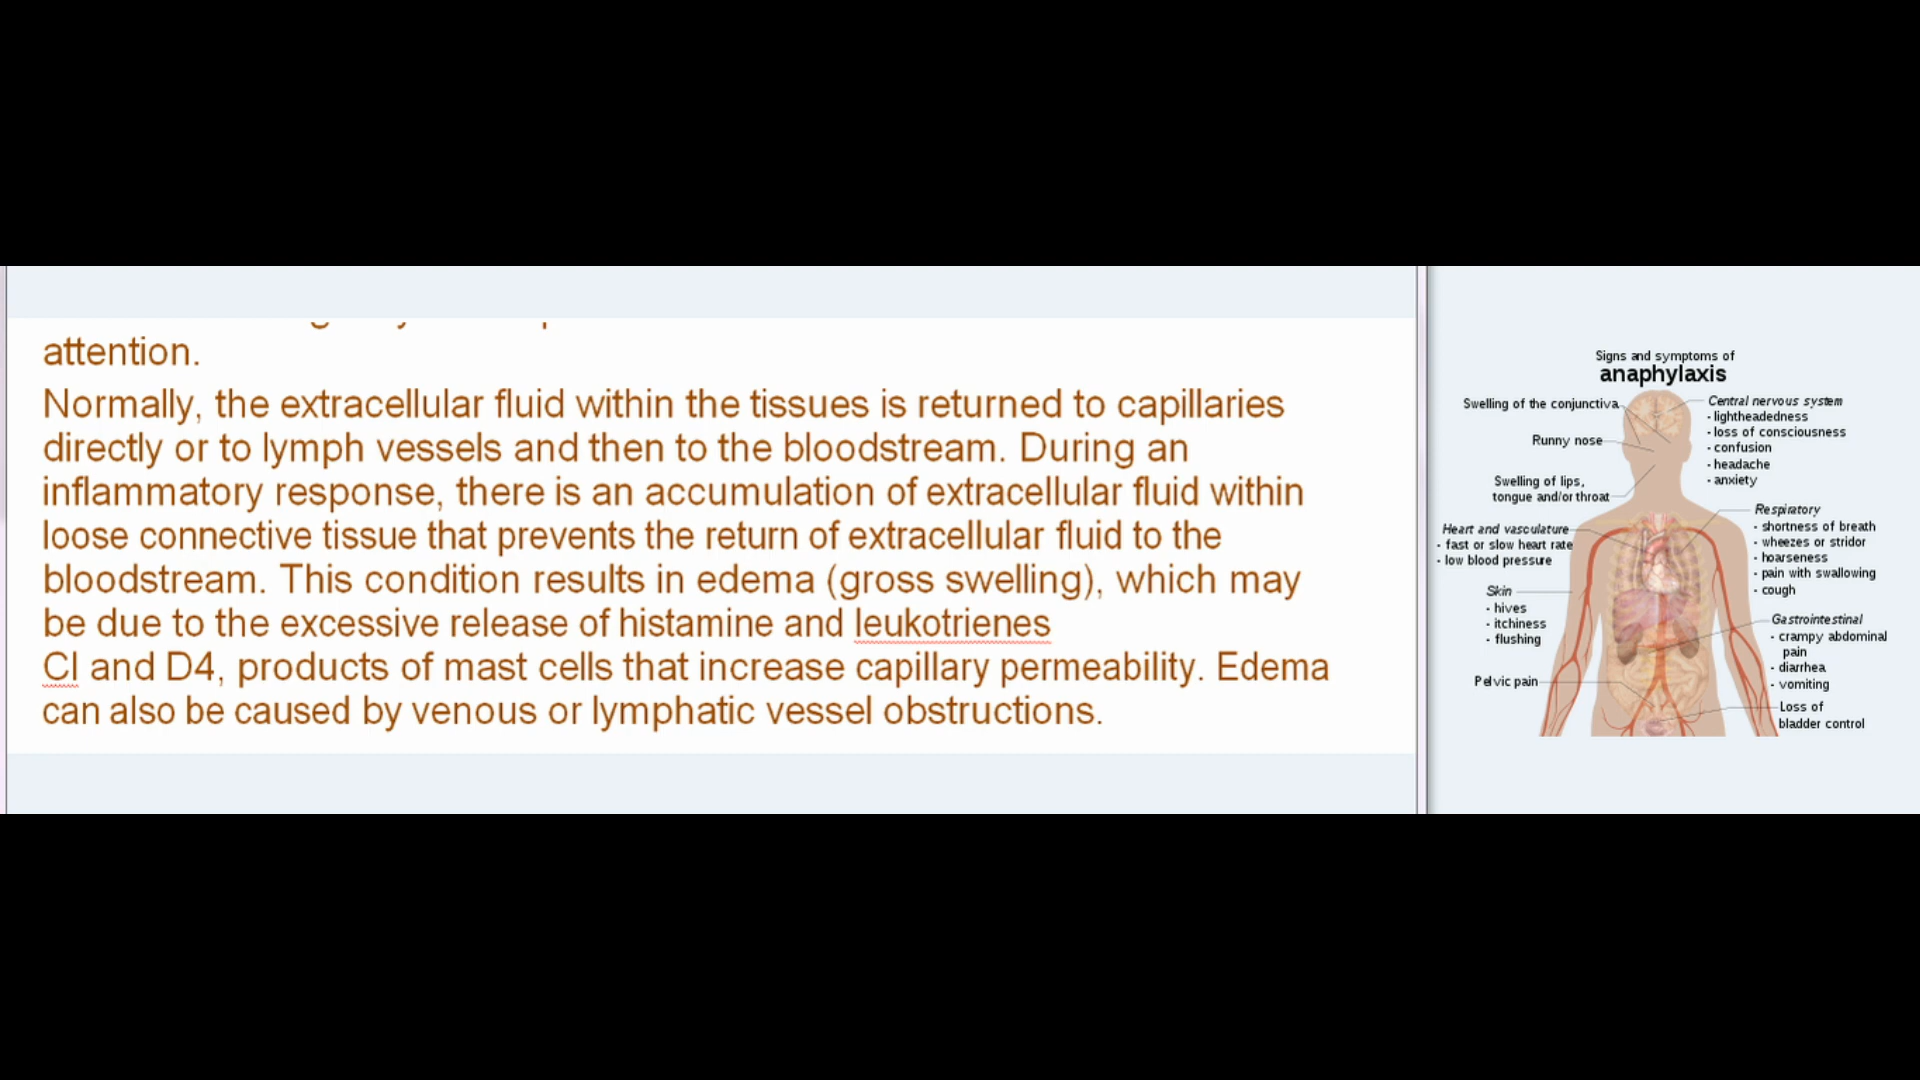 attention.
Normally, the extracellular fluid within the tissues is returned to capillaries
directly or to lymph vessels and then to the bloodstream. During an
inflammatory response, there is an accumulation of extracellular fluid within
loose connective tissue that prevents the return of extracellular fluid to the
bloodstream. This condition results in edema (gross swelling), which may
be due to the excessive release of histamine and leukotrienes
CI and D4, products of mast cells that increase capillary permeability. Edema
can also be caused by venous or lymphatic vessel obstructions.
Signs and symptoms of
anaphylaxis
Swelling of the conjunctiva
Runny nose
Swelling of lips,
tongue and/or throat
Heart and vasculature
- fast or slow heart rate
- low blood pressure
Skin
- hives
- itchiness
- flushing
Pelvic pain
Central nervous system
- lightheadedness
- loss of consciousness
- confusion
- headache
- anxiety
Respiratory
- shortness of breath
- wheezes or stridor
- hoarseness
- pain with swallowing
- cough
Gastrointestinal
- crampy abdominal
pain
- diarrhea
- vomiting
Loss of
bladder control